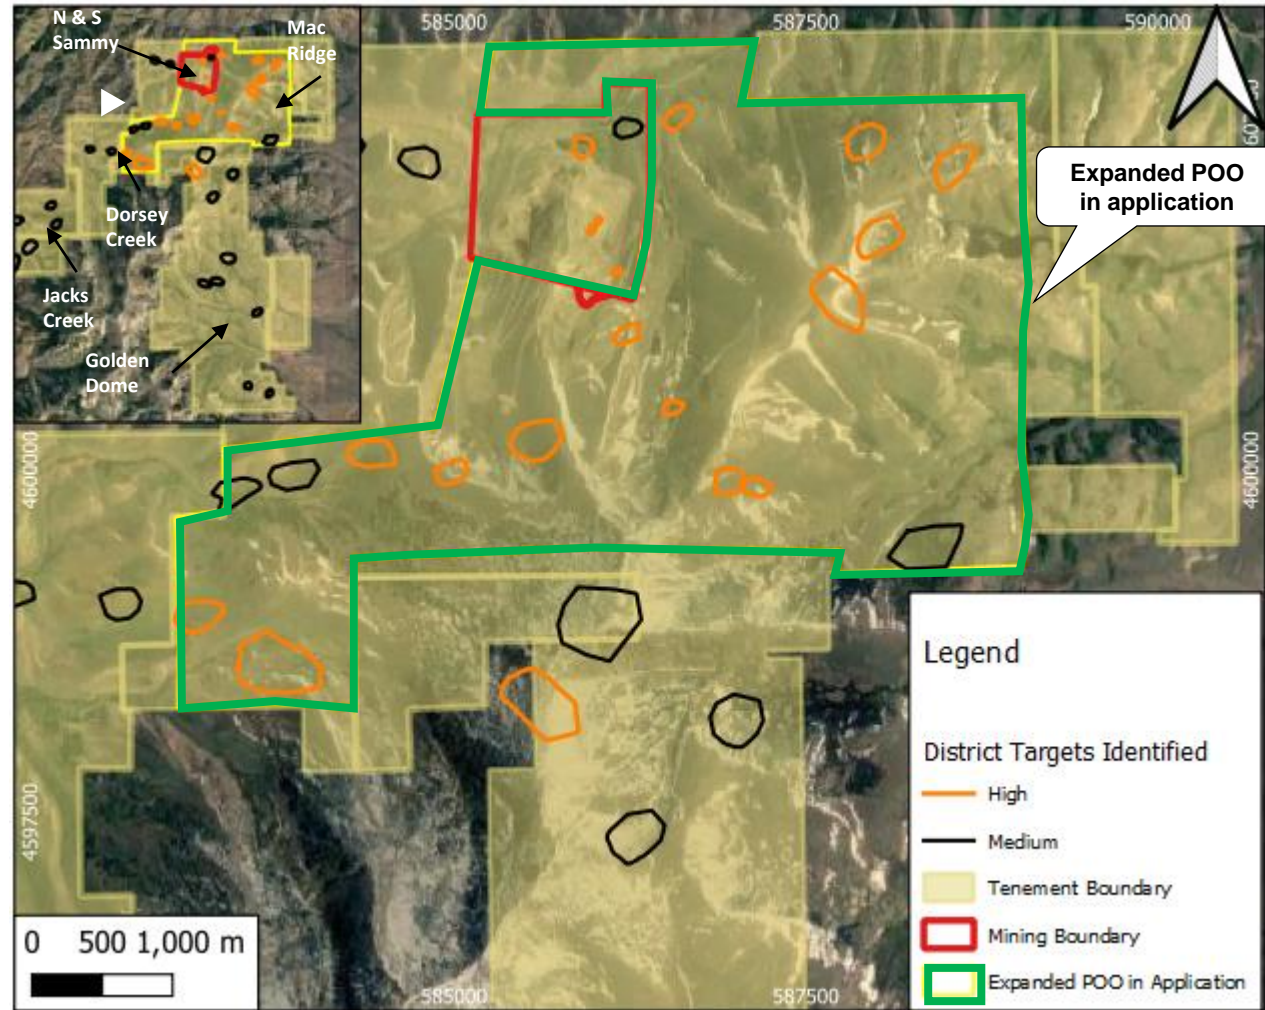 N & S
Sammy
Mac
Ridge
Dorsey
Creek
Jacks
Creek
Golden
Dome
585000
587500
590000
Expanded POO
in application
4600000
4600000
4597500
585000
587500
0 500 1,000 m
Legend
District Targets Identified
High
Medium
Tenement Boundary
Mining Boundary
Expanded POO in Application